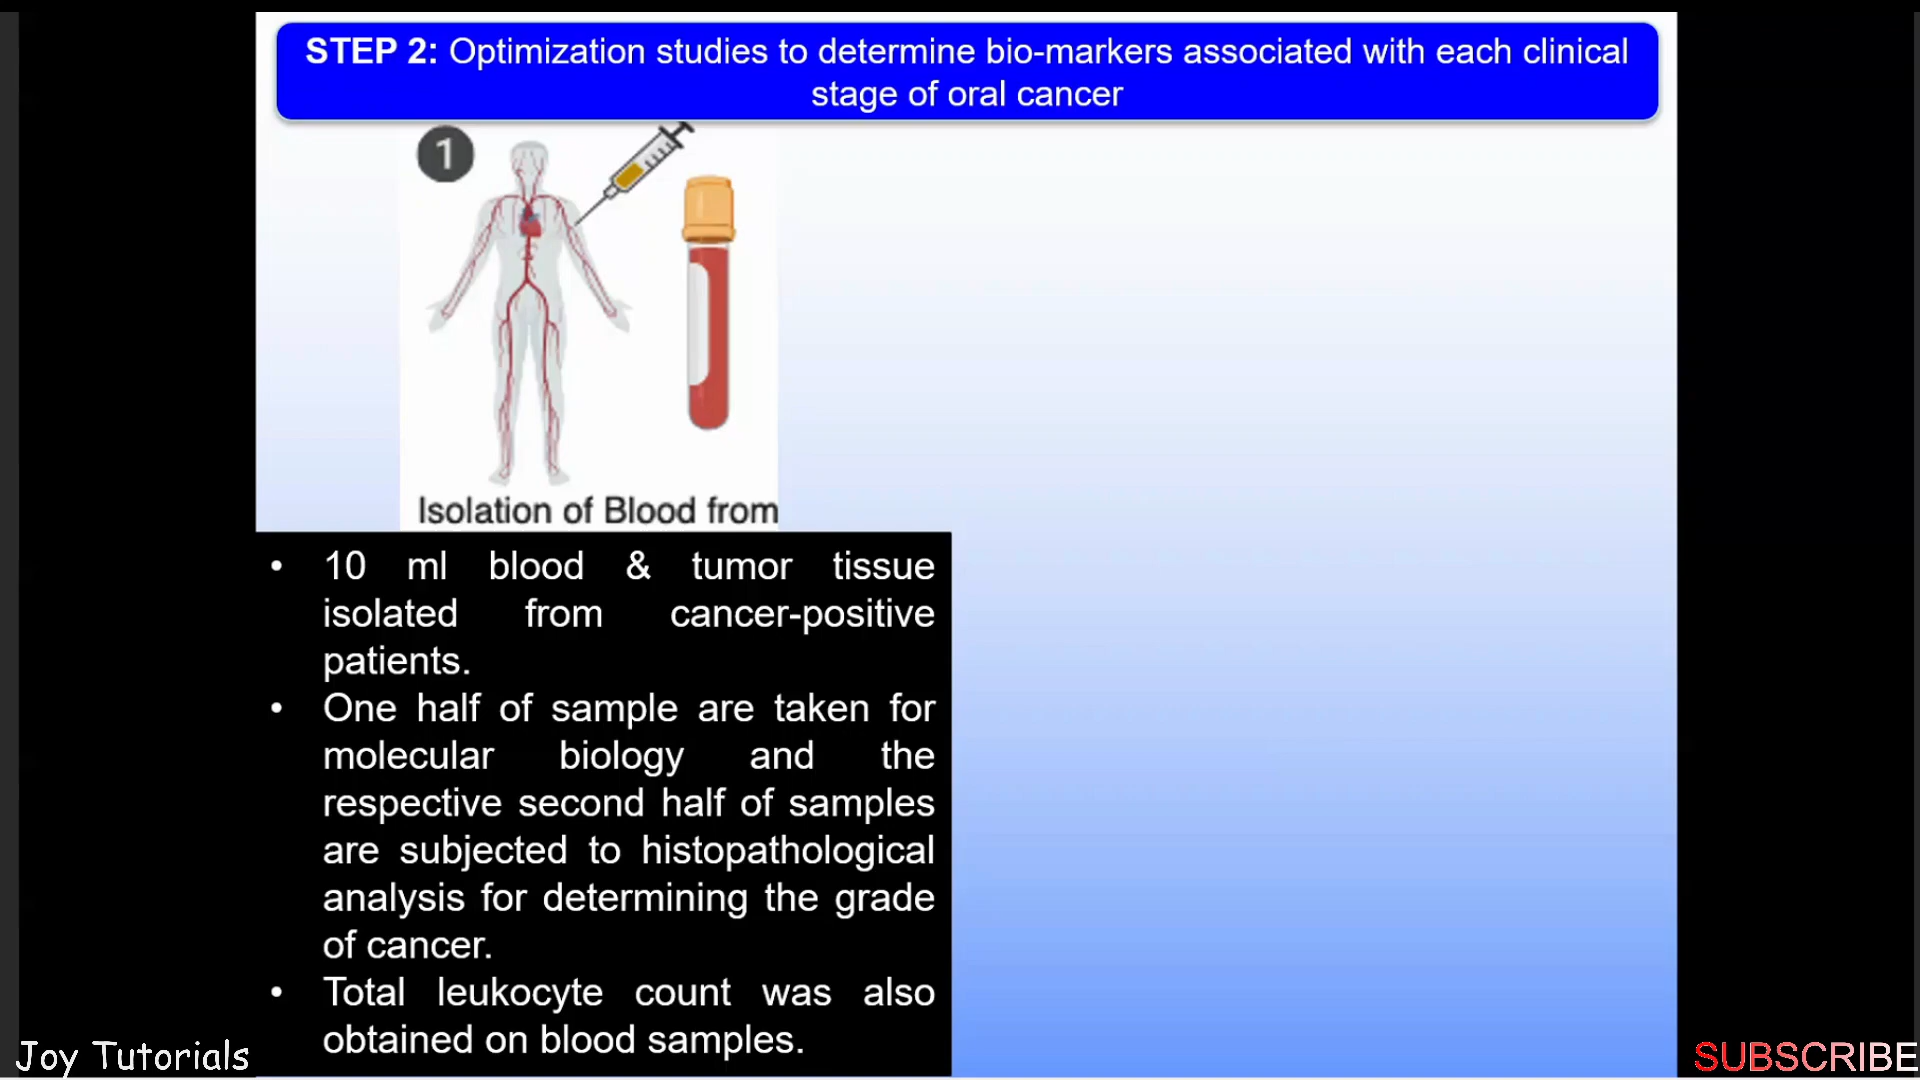 STEP 2: Optimization studies to determine bio-markers associated with each clinical
stage of oral cancer
1
Isolation of Blood from
• 10 ml blood & tumor tissue
isolated from cancer-positive
patients.
• One half of sample are taken for
molecular biology and the
respective second half of samples
are subjected to histopathological
analysis for determining the grade
of cancer.
• Total leukocyte count was also
obtained on blood samples.
Joy Tutorials
SUBSCRIBE